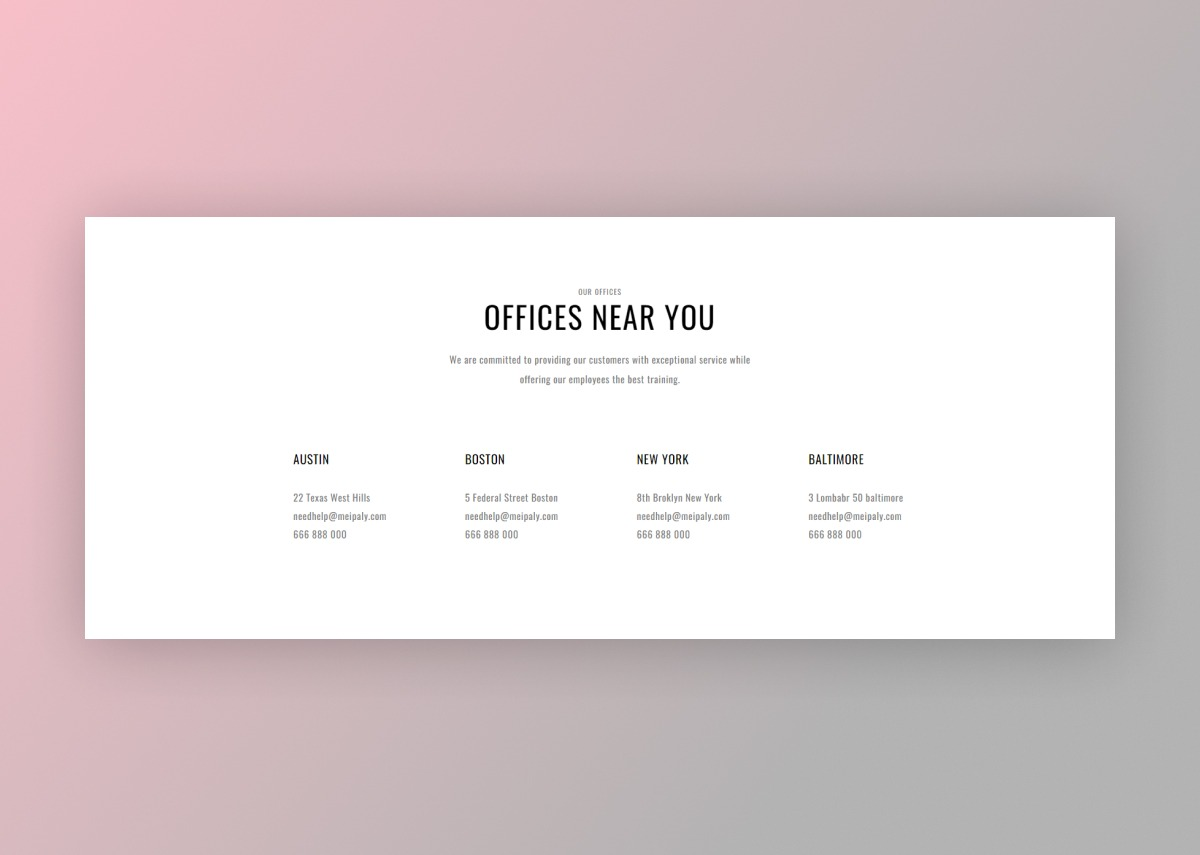 OUR OFFICES
OFFICES NEAR YOU
We are committed to providing our customers with exceptional service while
offering our employees the best training.
AUSTIN
22 Texas West Hills
needhelp@meipaly.com
666 888 000
BOSTON
5 Federal Street Boston
needhelp@meipaly.com
666 888 000
NEW YORK
8th Broklyn New York
needhelp@meipaly.com
666 888 000
BALTIMORE
3 Lombabr 50 baltimore
needhelp@meipaly.com
666 888 000